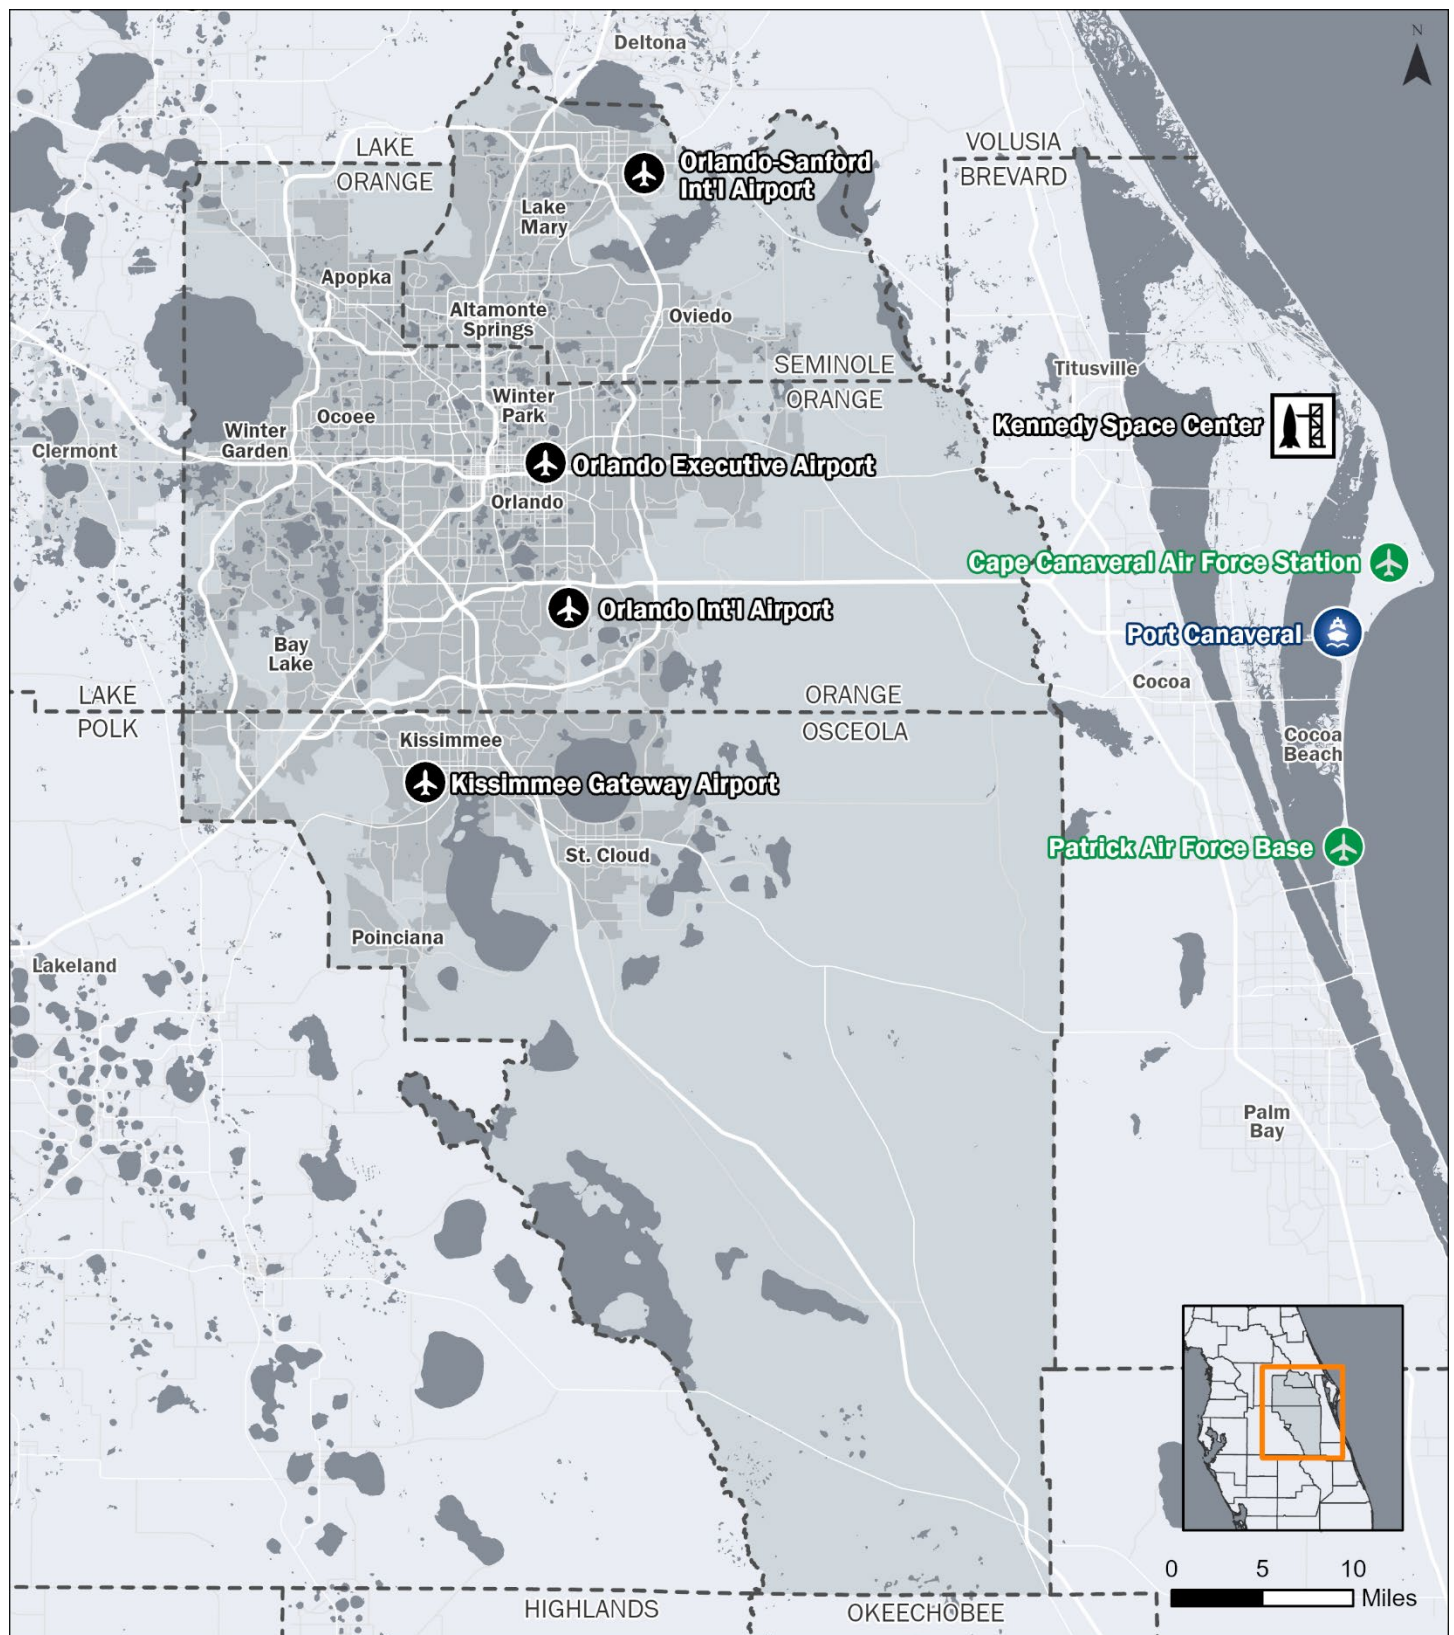 N
Deltona
LAKE
ORANGE
VOLUSIA
BREVARD
Orlando-Sanford
Int'l Airport
Lake
Mary
Apopka
Altamonte
Springs
Oviedo
SEMINOLE
ORANGE
Titusville
Winter
Park
Ocoee
Kennedy Space Center
Winter
Garden
Clermont
Orlando Executive Airport
Orlando
Cape Canaveral Air Force Station
Orlando Int'l Airport
Port Canaveral
Bay
Lake
Cocoa
LAKE
POLK
ORANGE
OSCEOLA
Kissimmee
Cocoa
Beach
Kissimmee Gateway Airport
Patrick Air Force Base
St. Cloud
Poinciana
Lakeland
Palm
Bay
0 5 10
Miles
HIGHLANDS
OKEECHOBEE